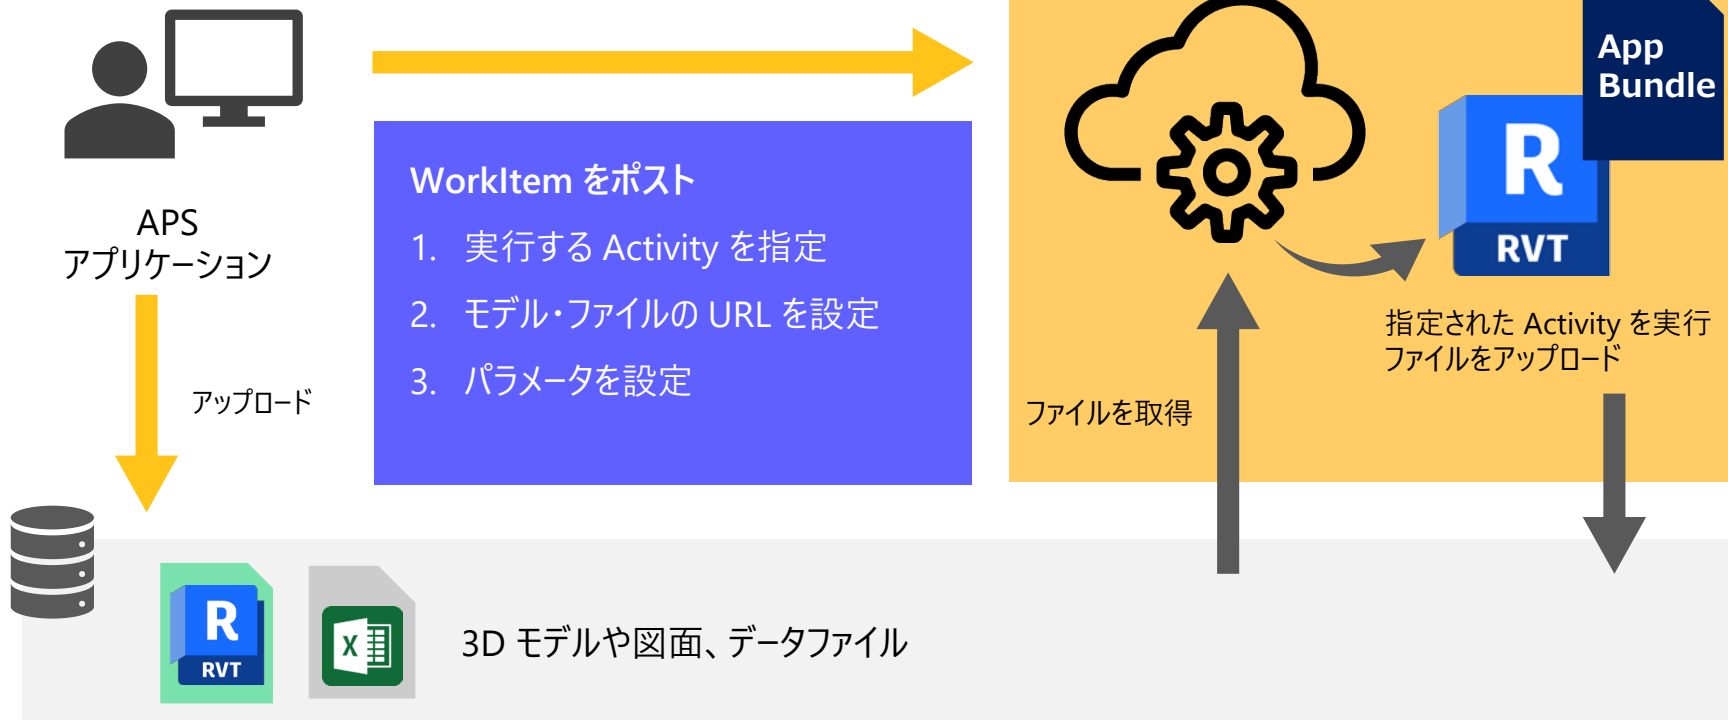 APS
アプリケーション
アップロード
WorkItem をポスト
1. 実行する Activity を指定
2. モデル・ファイルの URL を設定
3. パラメータを設定
App
Bundle
R
RVT
指定された Activity を実行
ファイルをアップロード
ファイルを取得
R
RVT
X
3D モデルや図面、データファイル